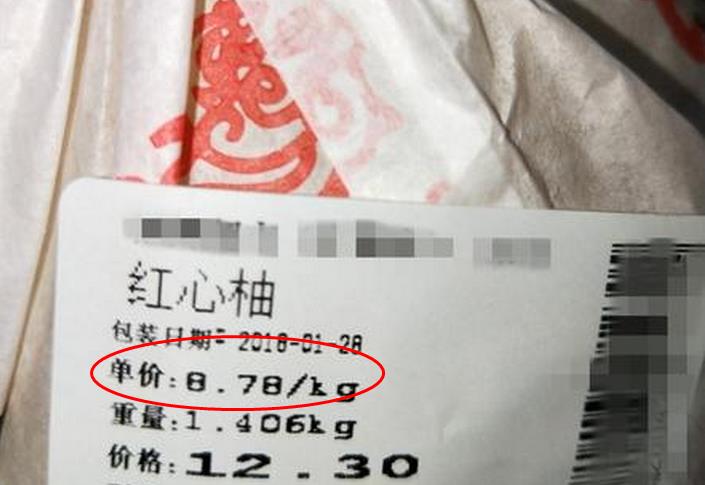 红心柚
包装日期: 2018-01-28
单价:8.78/kg
重量:1.406kg
价格:12.30